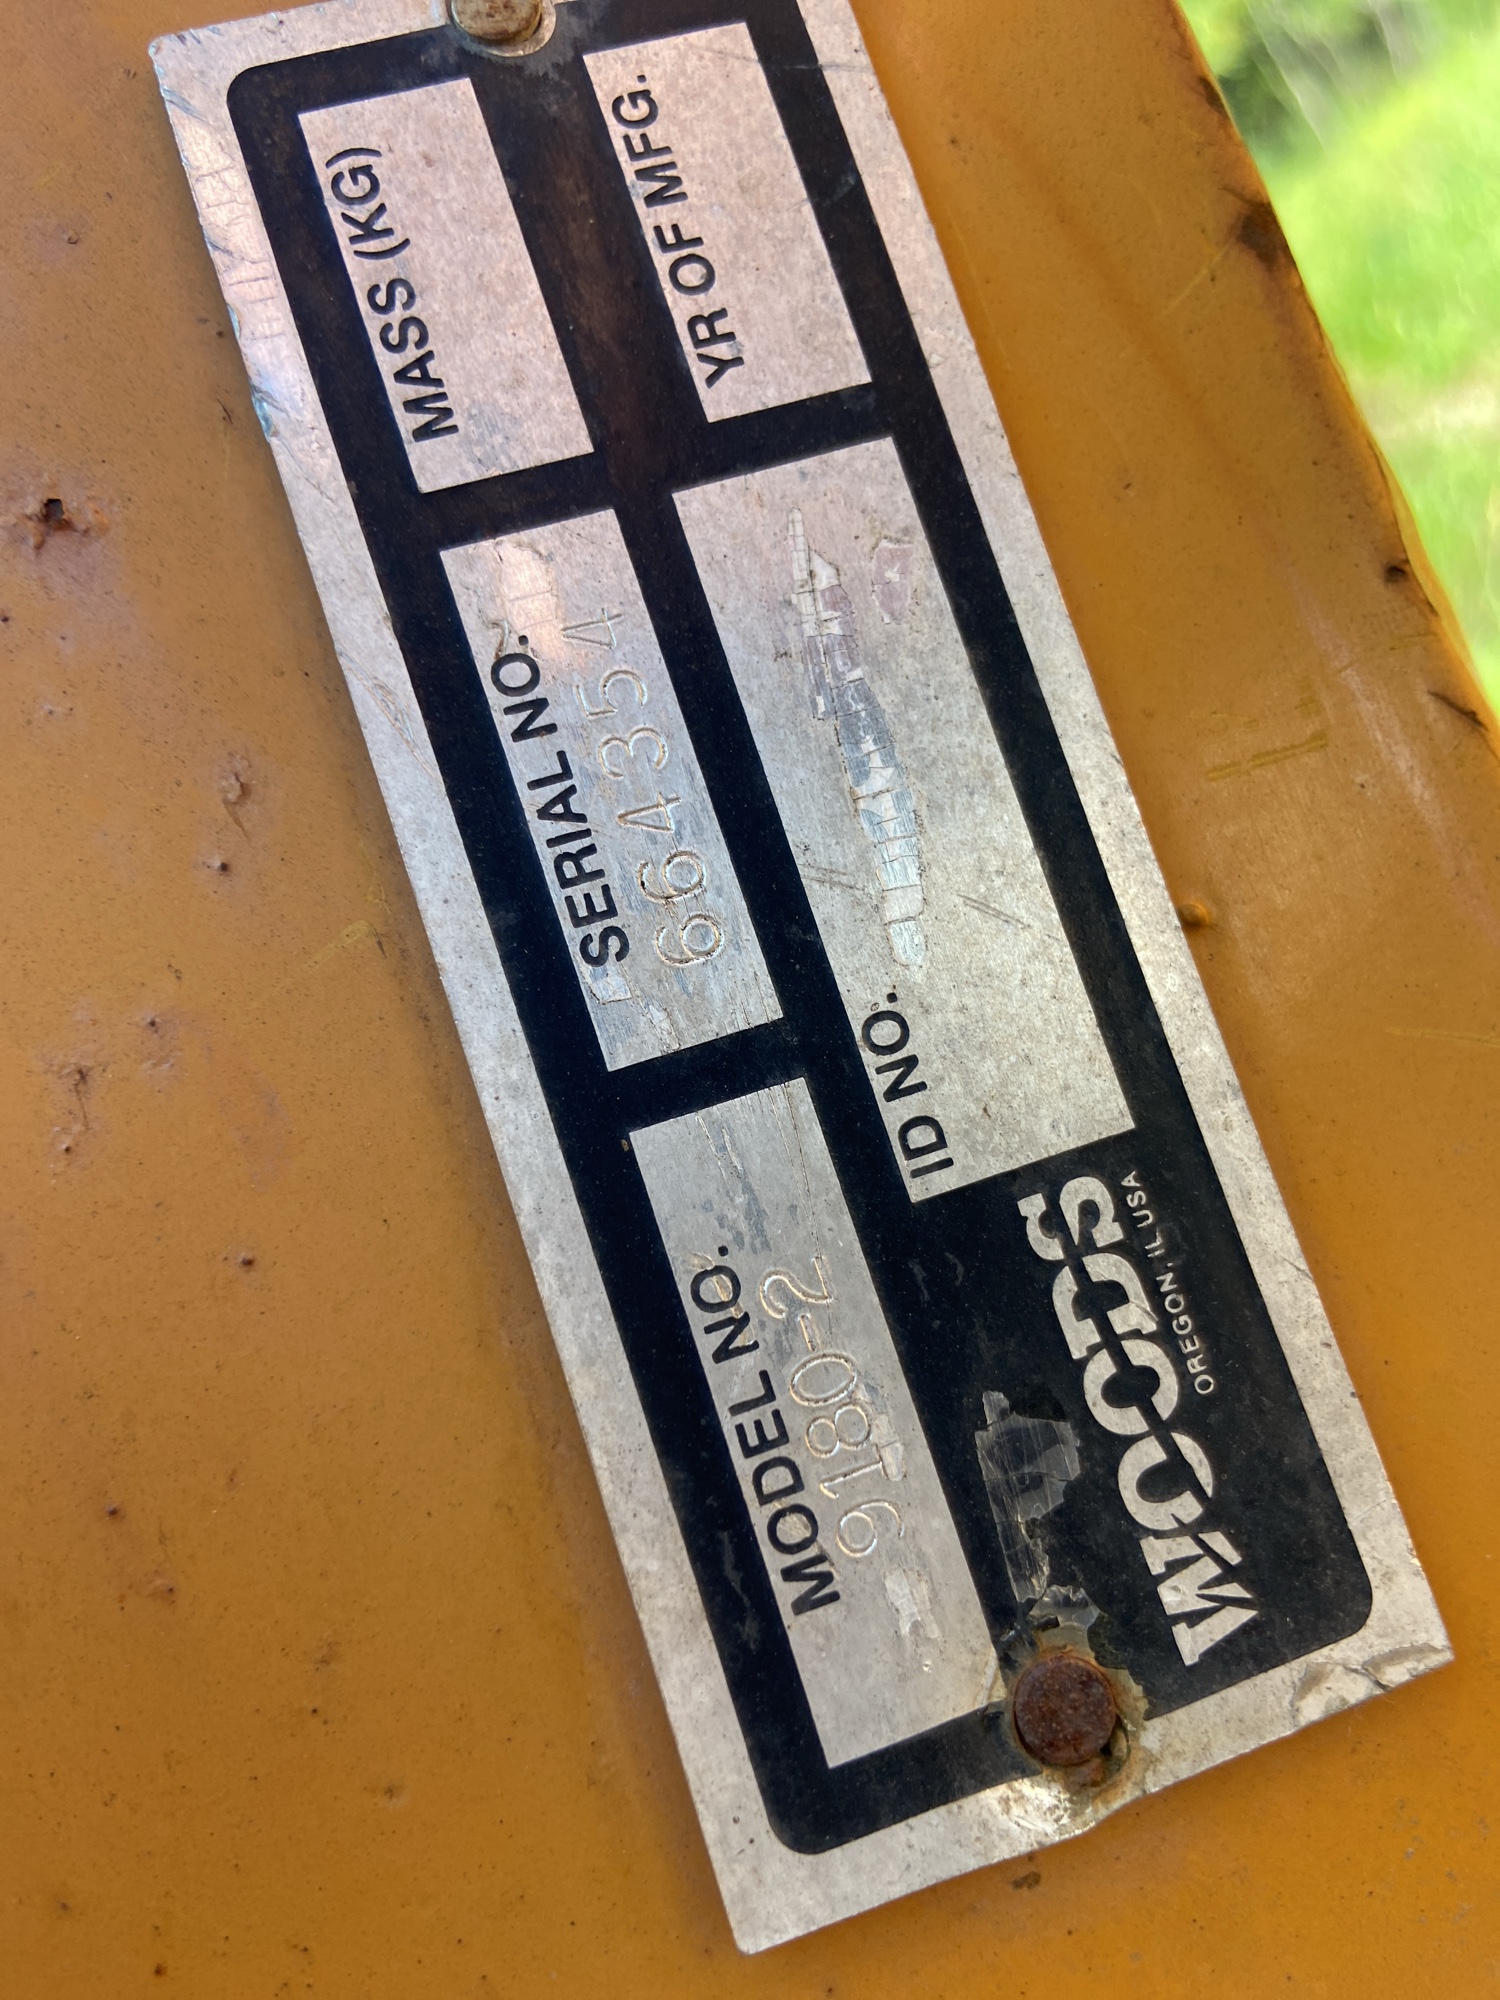 WOODS
OREGON, IL USA
ID NO.
YR OF MFG.
MODEL NO.
9180-2
SERIAL NO.
664354
MASS (KG)